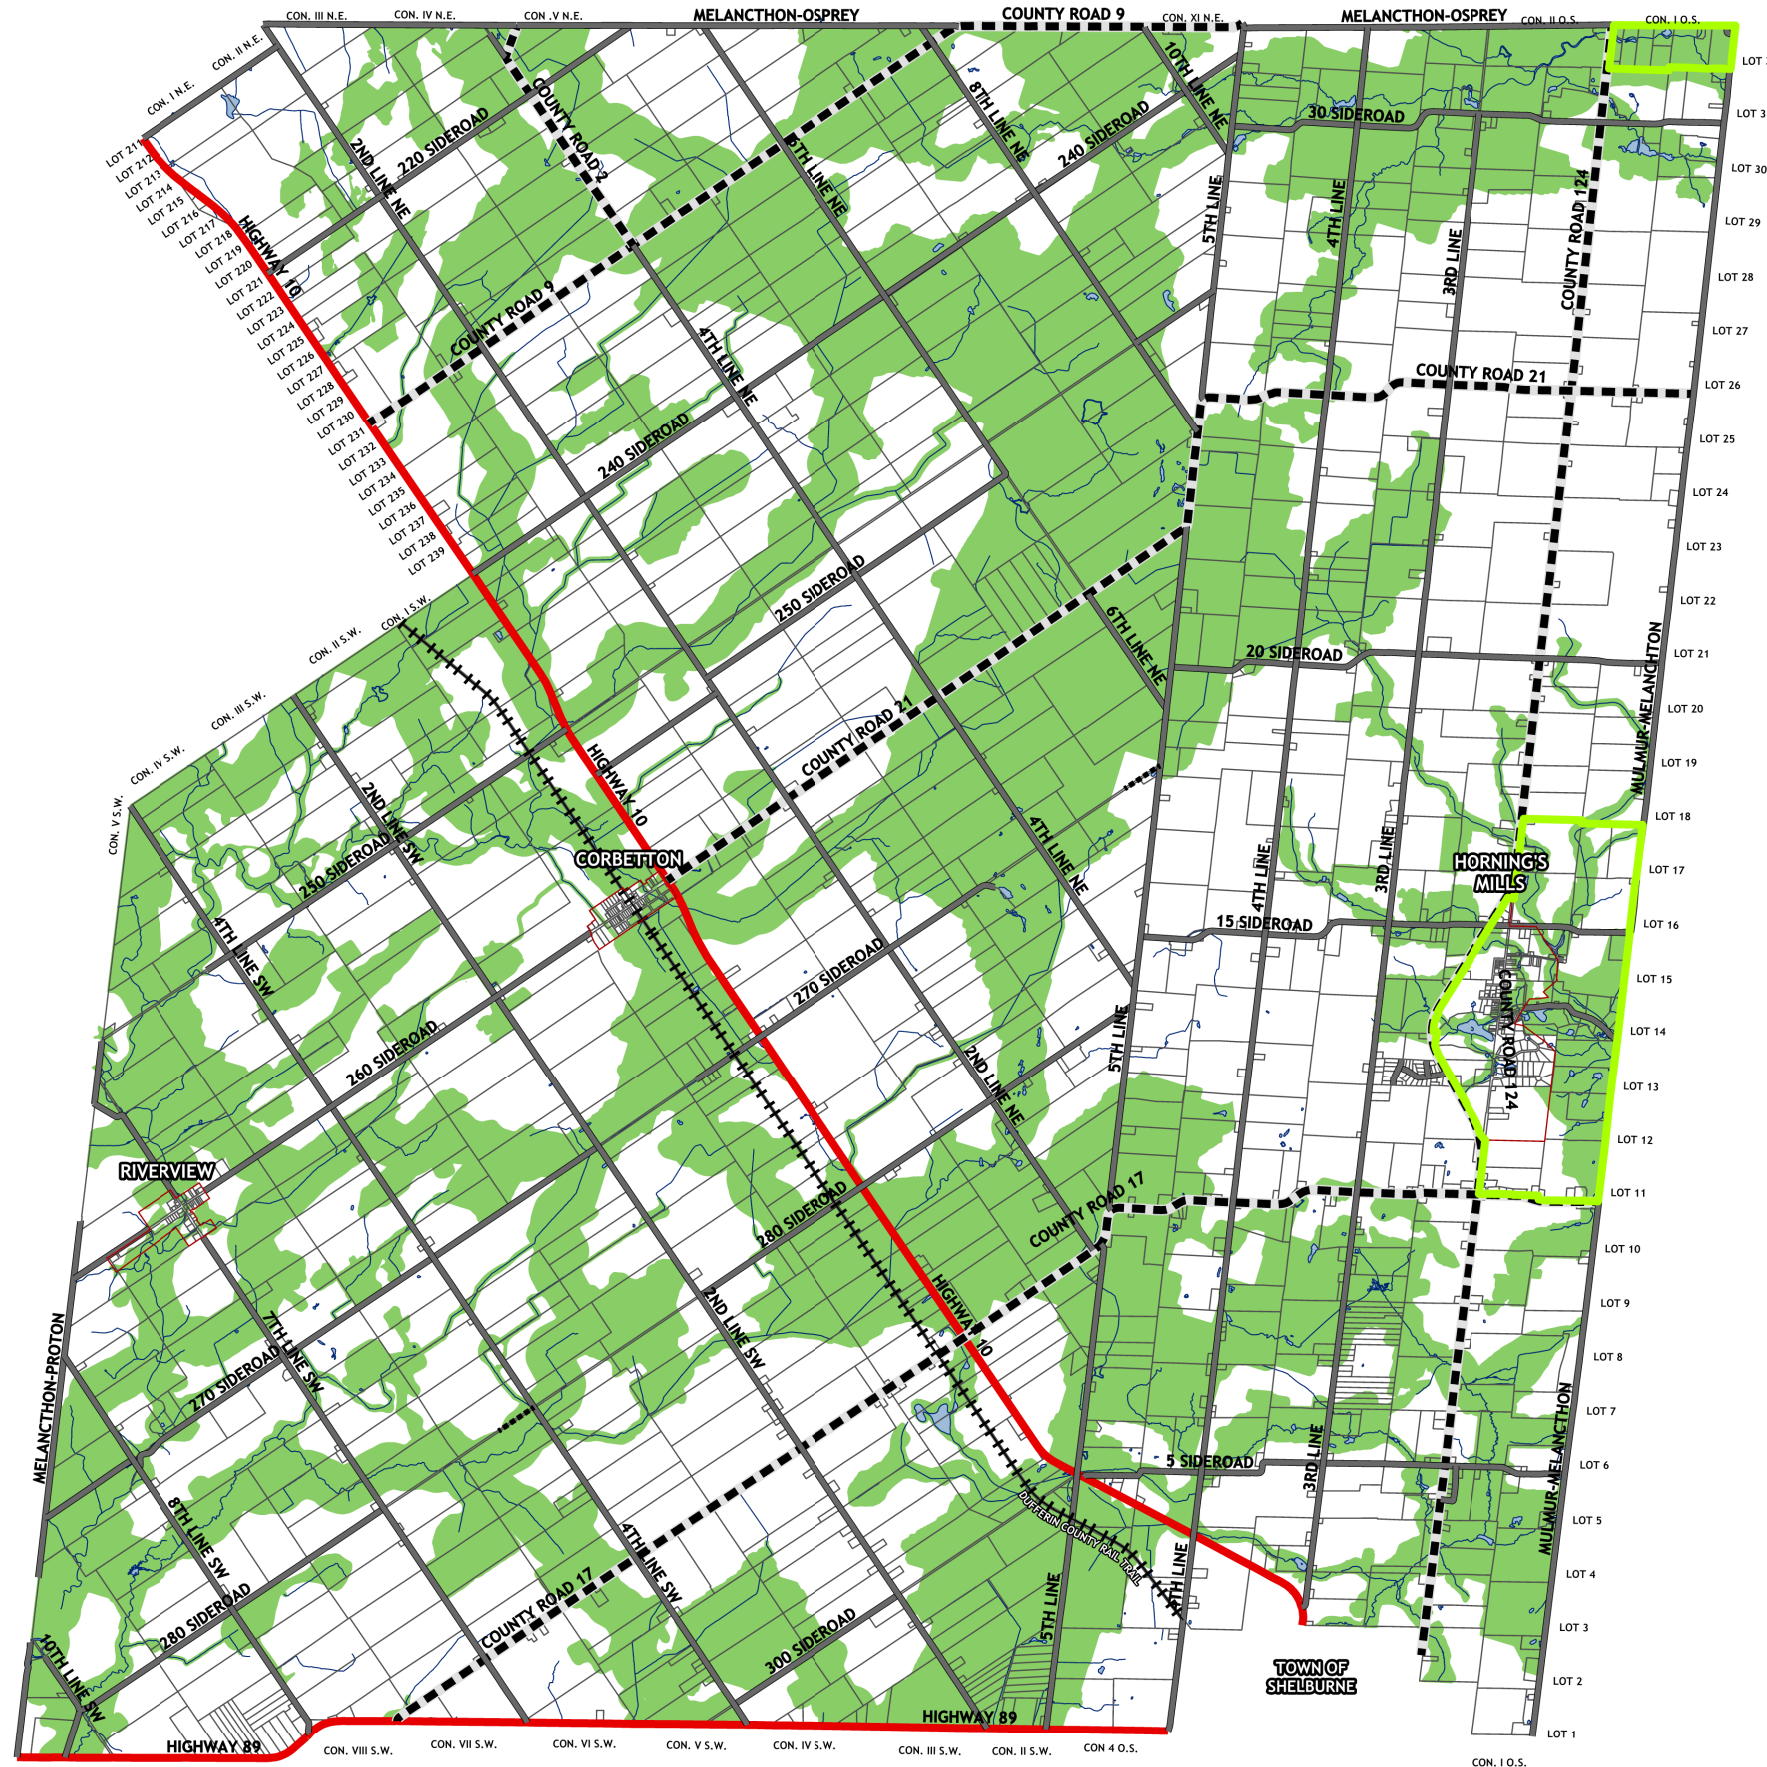 CON. III N.E.
CON. IV N.E.
CON. V N.E.
MELANCTHON-OSPREY
COUNTY ROAD 9
CON. XI N.E.
MELANCTHON-OSPREY
CON. II O.S.
CON. I O.S.
CON. II N.E.
CON. I N.E.
LOT 211
LOT 212
LOT 213
LOT 214
LOT 215
LOT 216
LOT 217
LOT 218
LOT 219
LOT 220
LOT 221
LOT 222
LOT 223
LOT 224
LOT 225
LOT 226
LOT 227
LOT 228
LOT 229
LOT 230
LOT 231
LOT 232
LOT 233
LOT 234
LOT 235
LOT 236
LOT 237
LOT 238
LOT 239
HIGHWAY 10
2ND LINE NE
220 SIDEROAD
COUNTY ROAD 2
6TH LINE NE
8TH LINE NE
10TH LINE NE
240 SIDEROAD
30 SIDEROAD
5TH LINE
4TH LINE
3RD LINE
COUNTY ROAD 124
COUNTY ROAD 9
4TH LINE NE
240 SIDEROAD
COUNTY ROAD 21
LOT 3
LOT 30
LOT 29
LOT 28
LOT 27
LOT 26
LOT 25
LOT 24
LOT 23
LOT 22
LOT 21
LOT 20
LOT 19
LOT 18
LOT 17
LOT 16
LOT 15
LOT 14
LOT 13
LOT 12
LOT 11
LOT 10
LOT 9
LOT 8
LOT 7
LOT 6
LOT 5
LOT 4
LOT 3
LOT 2
LOT 1
CON. I S.W.
CON. II S.W.
CON. III S.W.
CON. IV S.W.
CON. V S.W.
250 SIDEROAD
6TH LINE NE
20 SIDEROAD
MULMUR-MELANCHTON
COUNTY ROAD 21
HIGHWAY 10
2ND LINE SW
250 SIDEROAD
CORBETTON
4TH LINE NE
4TH LINE
3RD LINE
HORNING'S
MILLS
15 SIDEROAD
4TH LINE SW
270 SIDEROAD
260 SIDEROAD
5TH LINE
2ND LINE NE
COUNTY ROAD 124
RIVERVIEW
280 SIDEROAD
COUNTY ROAD 17
MELANCTHON-PROTON
7TH LINE SW
270 SIDEROAD
2ND LINE SW
HIGHWAY 10
5 SIDEROAD
3RD LINE
MULMUR-MELANCTHON
DUFFERIN COUNTY RAIL TRAIL
8TH LINE SW
4TH LINE SW
280 SIDEROAD
COUNTY ROAD 17
300 SIDEROAD
5TH LINE
4TH LINE
10TH LINE SW
TOWN OF
SHELBURNE
HIGHWAY 89
HIGHWAY 89
CON. VIII S.W.
CON. VII S.W.
CON. VI S.W.
CON. V S.W.
CON. IV S.W.
CON. III S.W.
CON. II S.W.
CON 4 O.S.
CON. I O.S.